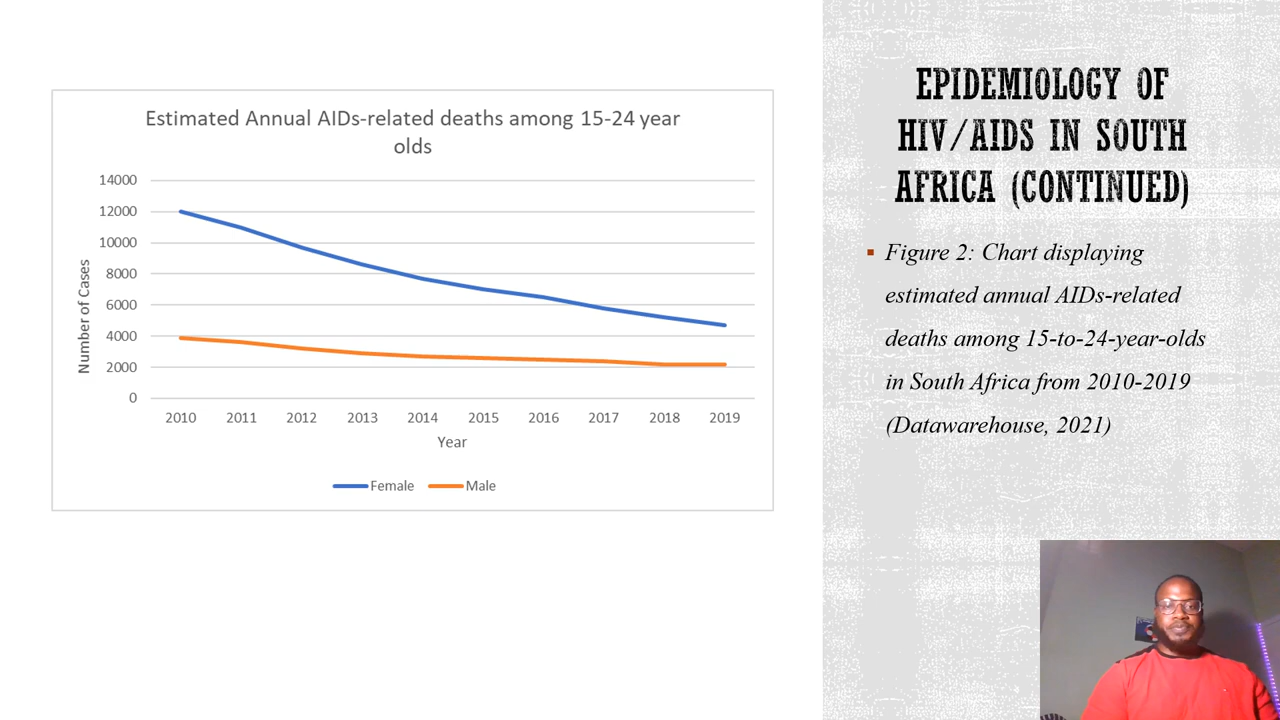 Estimated Annual AIDs-related deaths among 15-24 year
olds
14000
12000
10000
8000
6000
4000
2000
0
Number of Cases
2010 2011 2012 2013 2014 2015 2016 2017 2018 2019
Year
Female Male
EPIDEMIOLOGY OF
HIV/AIDS IN SOUTH
AFRICA (CONTINUED)
Figure 2: Chart displaying
estimated annual AIDs-related
deaths among 15-to-24-year-olds
in South Africa from 2010-2019
(Datawarehouse, 2021)